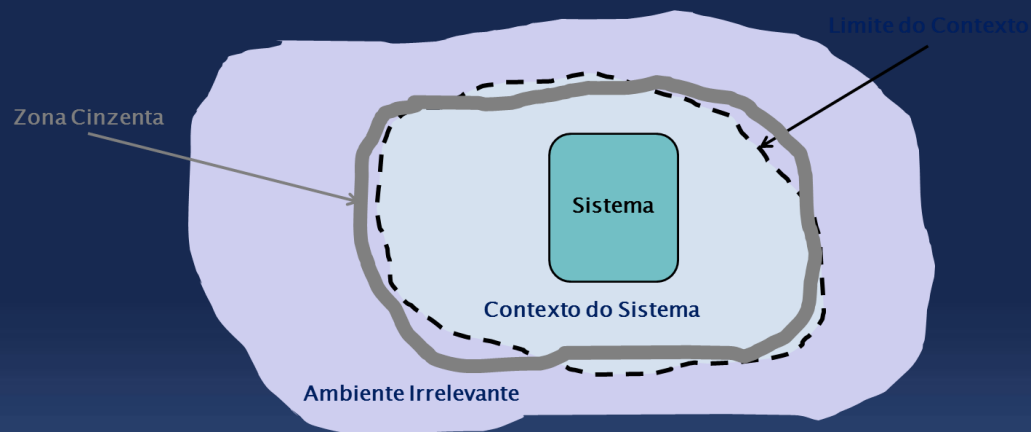 Limite do Contexto
Zona Cinzenta
Sistema
Contexto do Sistema
Ambiente Irrelevante